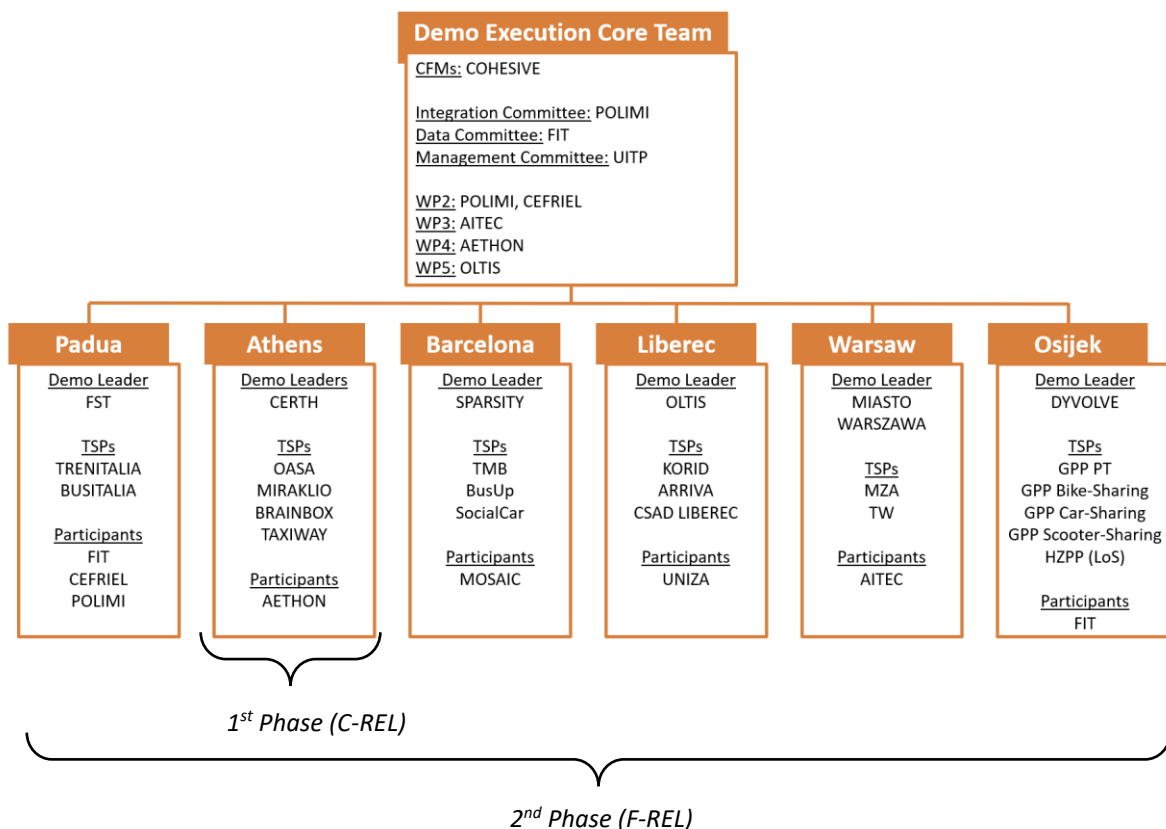 Demo Execution Core Team
CFMs: COHESIVE
Integration Committee: POLIMI
Data Committee: FIT
Management Committee: UITP
WP2: POLIMI, CEFRIEL
WP3: AITEC
WP4: AETHON
WP5: OLTIS
Padua
Demo Leader
FST
TSPs
TRENITALIA
BUSITALIA
Participants
FIT
CEFRIEL
POLIMI
Athens
Demo Leaders
CERTH
TSPs
OASA
MIRAKLIO
BRAINBOX
TAXIWAY
Participants
AETHON
Barcelona
Demo Leader
SPARSITY
TSPs
TMB
BusUp
SocialCar
Participants
MOSAIC
Liberec
Demo Leader
OLTIS
TSPs
KORID
ARRIVA
CSAD LIBEREC
Participants
UNIZA
Warsaw
Demo Leader
MIASTO
WARSZAWA
TSPs
MZA
TW
Participants
AITEC
Osijek
Demo Leader
DYVOLVE
TSPs
GPP PT
GPP Bike-Sharing
GPP Car-Sharing
GPP Scooter-Sharing
HZPP (LoS)
Participants
FIT
1st Phase (C-REL)
2nd Phase (F-REL)